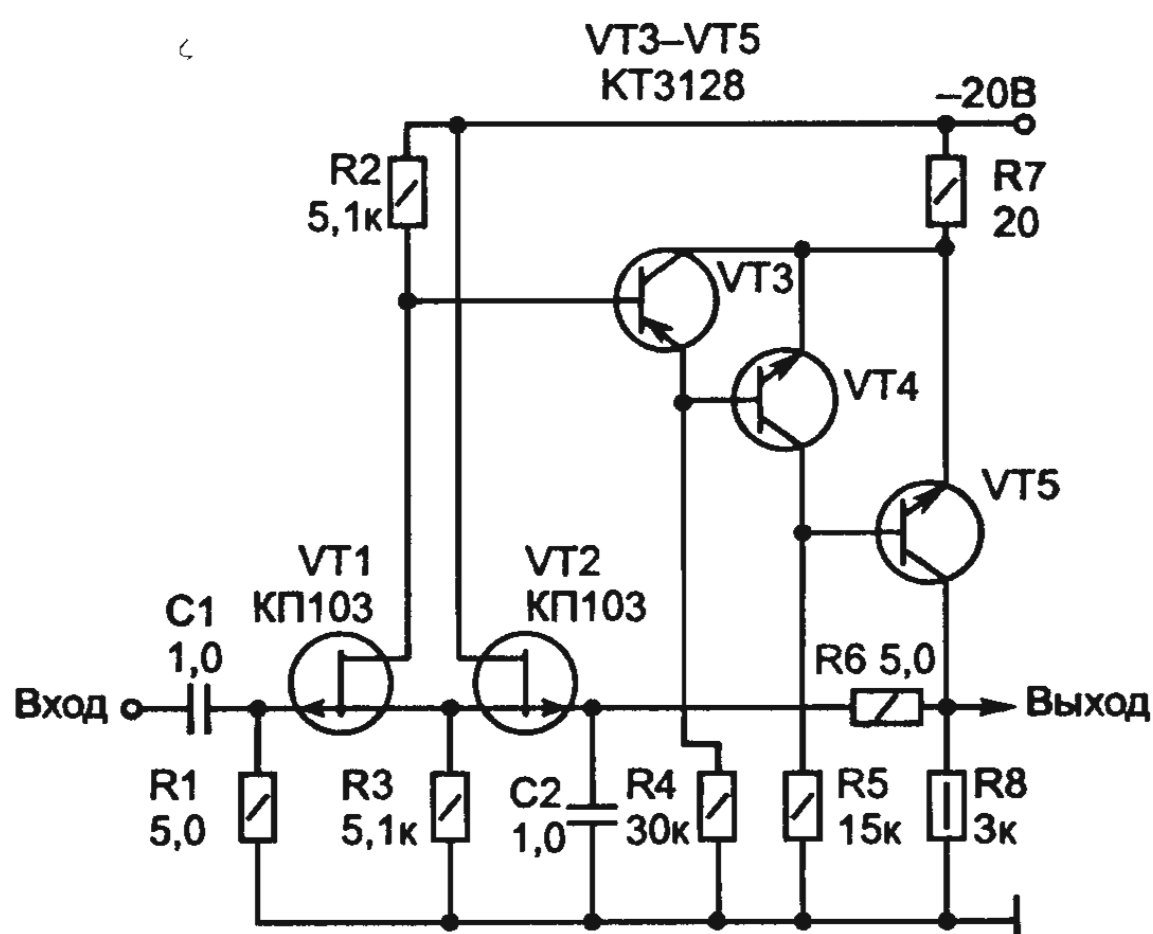 VT3–VT5
КТ3128
–20В
R2
5,1к
R7
20
VT3
VT4
VT5
VT1
КП103
VT2
КП103
C1
1,0
R6 5,0
Вход
Выход
R1
5,0
R3
5,1к
C2
1,0
R4
30к
R5
15к
R8
3к